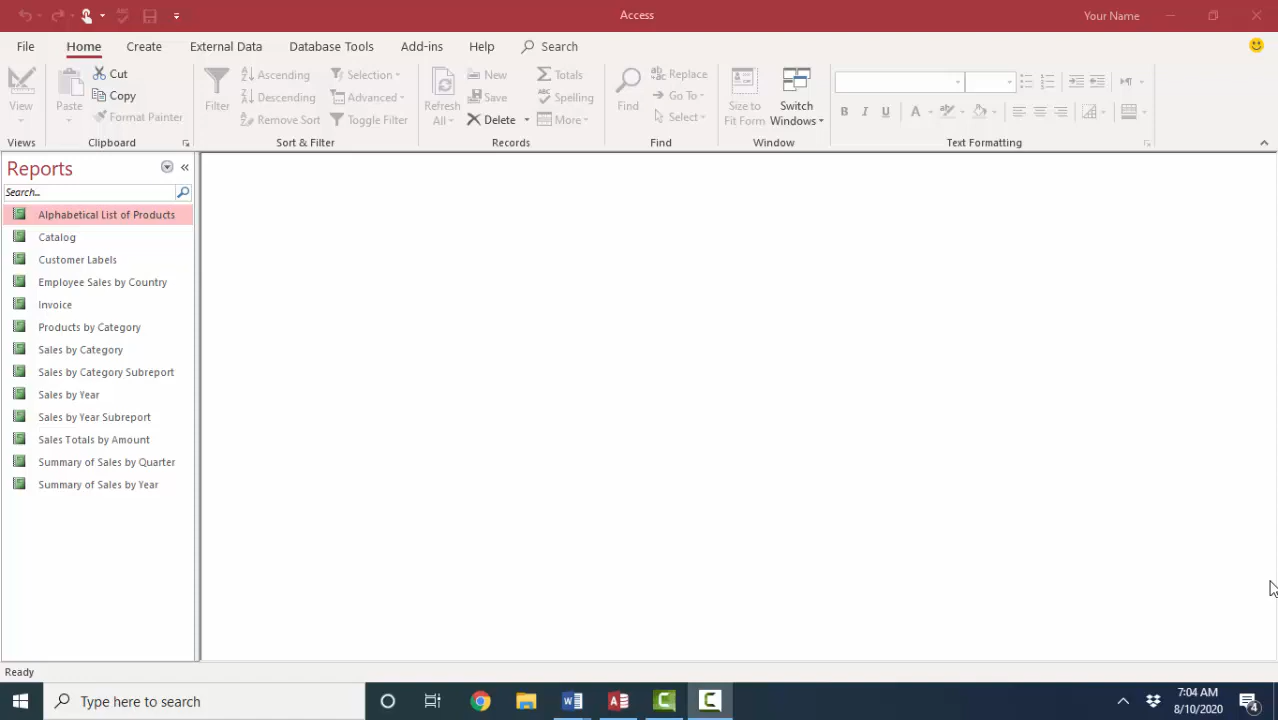 Access
Your Name
File Home Create External Data Database Tools Add-ins Help Search
View
Paste
Cut
Copy
Format Painter
Filter
Ascending
Descending
Remove Sort
Selection
Advanced
Toggle Filter
Refresh
All
New
Save
Delete
Totals
Spelling
More
Find
Replace
Go To
Select
Size to
Fit Form
Switch
Windows
B I U A
Views Clipboard Sort & Filter Records Find Window Text Formatting
Reports
Search...
Alphabetical List of Products
Catalog
Customer Labels
Employee Sales by Country
Invoice
Products by Category
Sales by Category
Sales by Category Subreport
Sales by Year
Sales by Year Subreport
Sales Totals by Amount
Summary of Sales by Quarter
Summary of Sales by Year
Ready
Type here to search
7:04 AM
8/10/2020
4